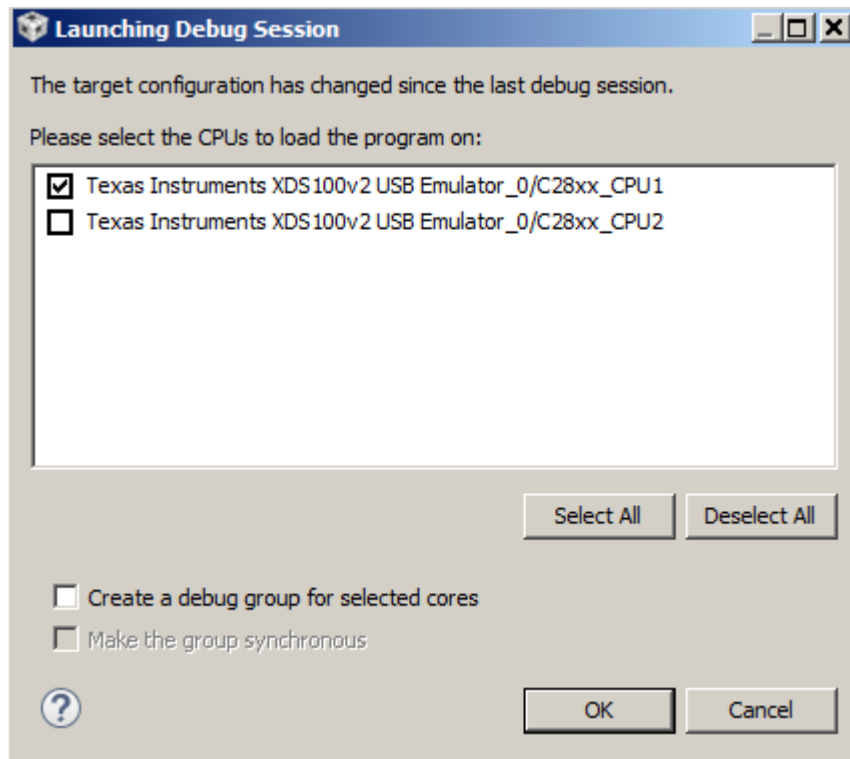 Launching Debug Session
The target configuration has changed since the last debug session.
Please select the CPUs to load the program on:
Texas Instruments XDS100v2 USB Emulator_0/C28xx_CPU1
Texas Instruments XDS100v2 USB Emulator_0/C28xx_CPU2
Select All Deselect All
Create a debug group for selected cores
Make the group synchronous
? OK Cancel